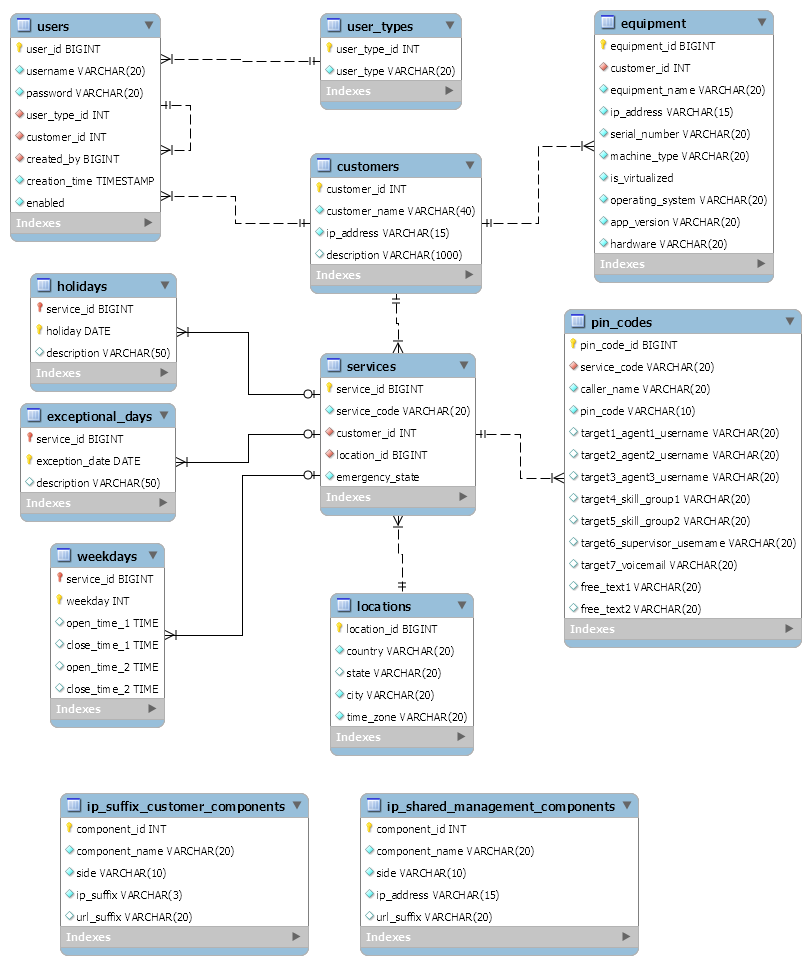 users
user_id BIGINT
username VARCHAR(20)
password VARCHAR(20)
user_type_id INT
customer_id INT
created_by BIGINT
creation_time TIMESTAMP
enabled
Indexes
user_types
user_type_id INT
user_type VARCHAR(20)
Indexes
equipment
equipment_id BIGINT
customer_id INT
equipment_name VARCHAR(20)
ip_address VARCHAR(15)
serial_number VARCHAR(20)
machine_type VARCHAR(20)
is_virtualized
operating_system VARCHAR(20)
app_version VARCHAR(20)
hardware VARCHAR(20)
Indexes
customers
customer_id INT
customer_name VARCHAR(40)
ip_address VARCHAR(15)
description VARCHAR(1000)
Indexes
holidays
service_id BIGINT
holiday DATE
description VARCHAR(50)
Indexes
pin_codes
pin_code_id BIGINT
service_code VARCHAR(20)
caller_name VARCHAR(20)
pin_code VARCHAR(10)
target1_agent1_username VARCHAR(20)
target2_agent2_username VARCHAR(20)
target3_agent3_username VARCHAR(20)
target4_skill_group1 VARCHAR(20)
target5_skill_group2 VARCHAR(20)
target6_supervisor_username VARCHAR(20)
target7_voicemail VARCHAR(20)
free_text1 VARCHAR(20)
free_text2 VARCHAR(20)
Indexes
services
service_id BIGINT
service_code VARCHAR(20)
customer_id INT
location_id BIGINT
emergency_state
Indexes
exceptional_days
service_id BIGINT
exception_date DATE
description VARCHAR(50)
Indexes
weekdays
service_id BIGINT
weekday INT
open_time_1 TIME
close_time_1 TIME
open_time_2 TIME
close_time_2 TIME
Indexes
locations
location_id BIGINT
country VARCHAR(20)
state VARCHAR(20)
city VARCHAR(20)
time_zone VARCHAR(20)
Indexes
ip_suffix_customer_components
component_id INT
component_name VARCHAR(20)
side VARCHAR(10)
ip_suffix VARCHAR(3)
url_suffix VARCHAR(20)
Indexes
ip_shared_management_components
component_id INT
component_name VARCHAR(20)
side VARCHAR(10)
ip_address VARCHAR(15)
url_suffix VARCHAR(20)
Indexes